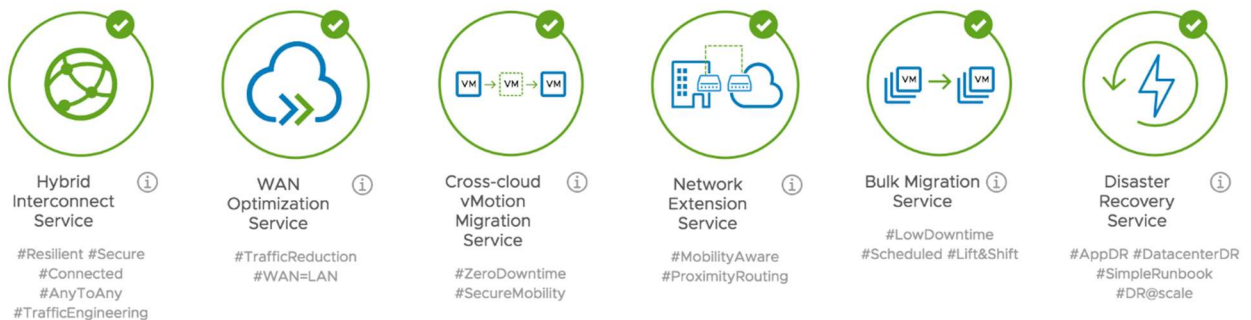 VM
VM
VM
VM
VM
Hybrid
Interconnect
Service
#Resilient #Secure
#Connected
#AnyToAny
#TrafficEngineering
WAN
Optimization
Service
#TrafficReduction
#WAN=LAN
Cross-cloud
vMotion
Migration
Service
#ZeroDowntime
#SecureMobility
Network
Extension
Service
#MobilityAware
#ProximityRouting
Bulk Migration
Service
#LowDowntime
#Scheduled #Lift&Shift
Disaster
Recovery
Service
#AppDR #DatacenterDR
#SimpleRunbook
#DR@scale